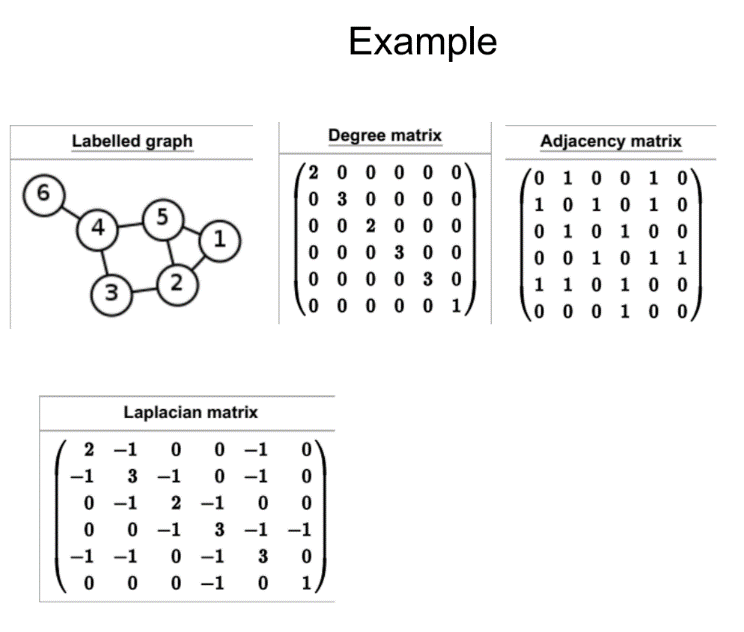 Example
Labelled graph
6
4
5
1
3
2
Degree matrix
2 0 0 0 0 0
0 3 0 0 0 0
0 0 2 0 0 0
0 0 0 3 0 0
0 0 0 0 3 0
0 0 0 0 0 1
Adjacency matrix
0 1 0 0 1 0
1 0 1 0 1 0
0 1 0 1 0 0
0 0 1 0 1 1
1 1 0 1 0 0
0 0 0 1 0 0
Laplacian matrix
2 −1 0 0 −1 0
−1 3 −1 0 −1 0
0 −1 2 −1 0 0
0 0 −1 3 −1 −1
−1 −1 0 −1 3 0
0 0 0 −1 0 1